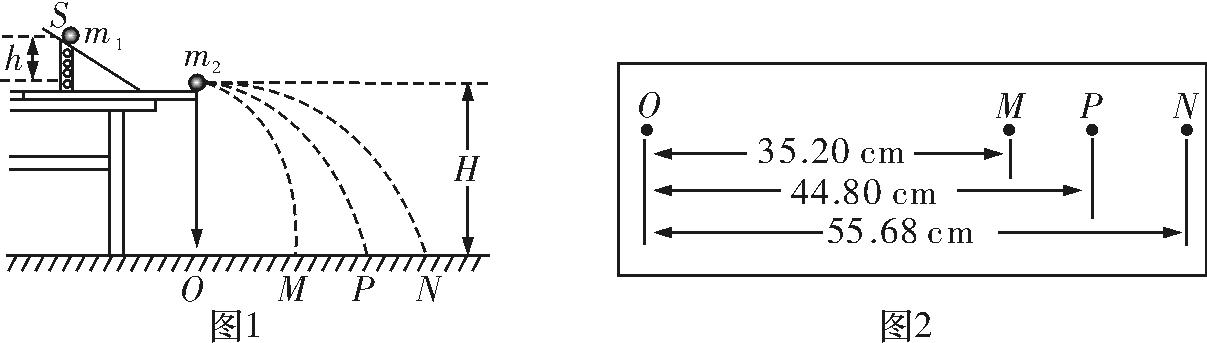 S
m₁
h
m₂
H
O M P N
图1
O M P N
35.20 cm
44.80 cm
55.68 cm
图2